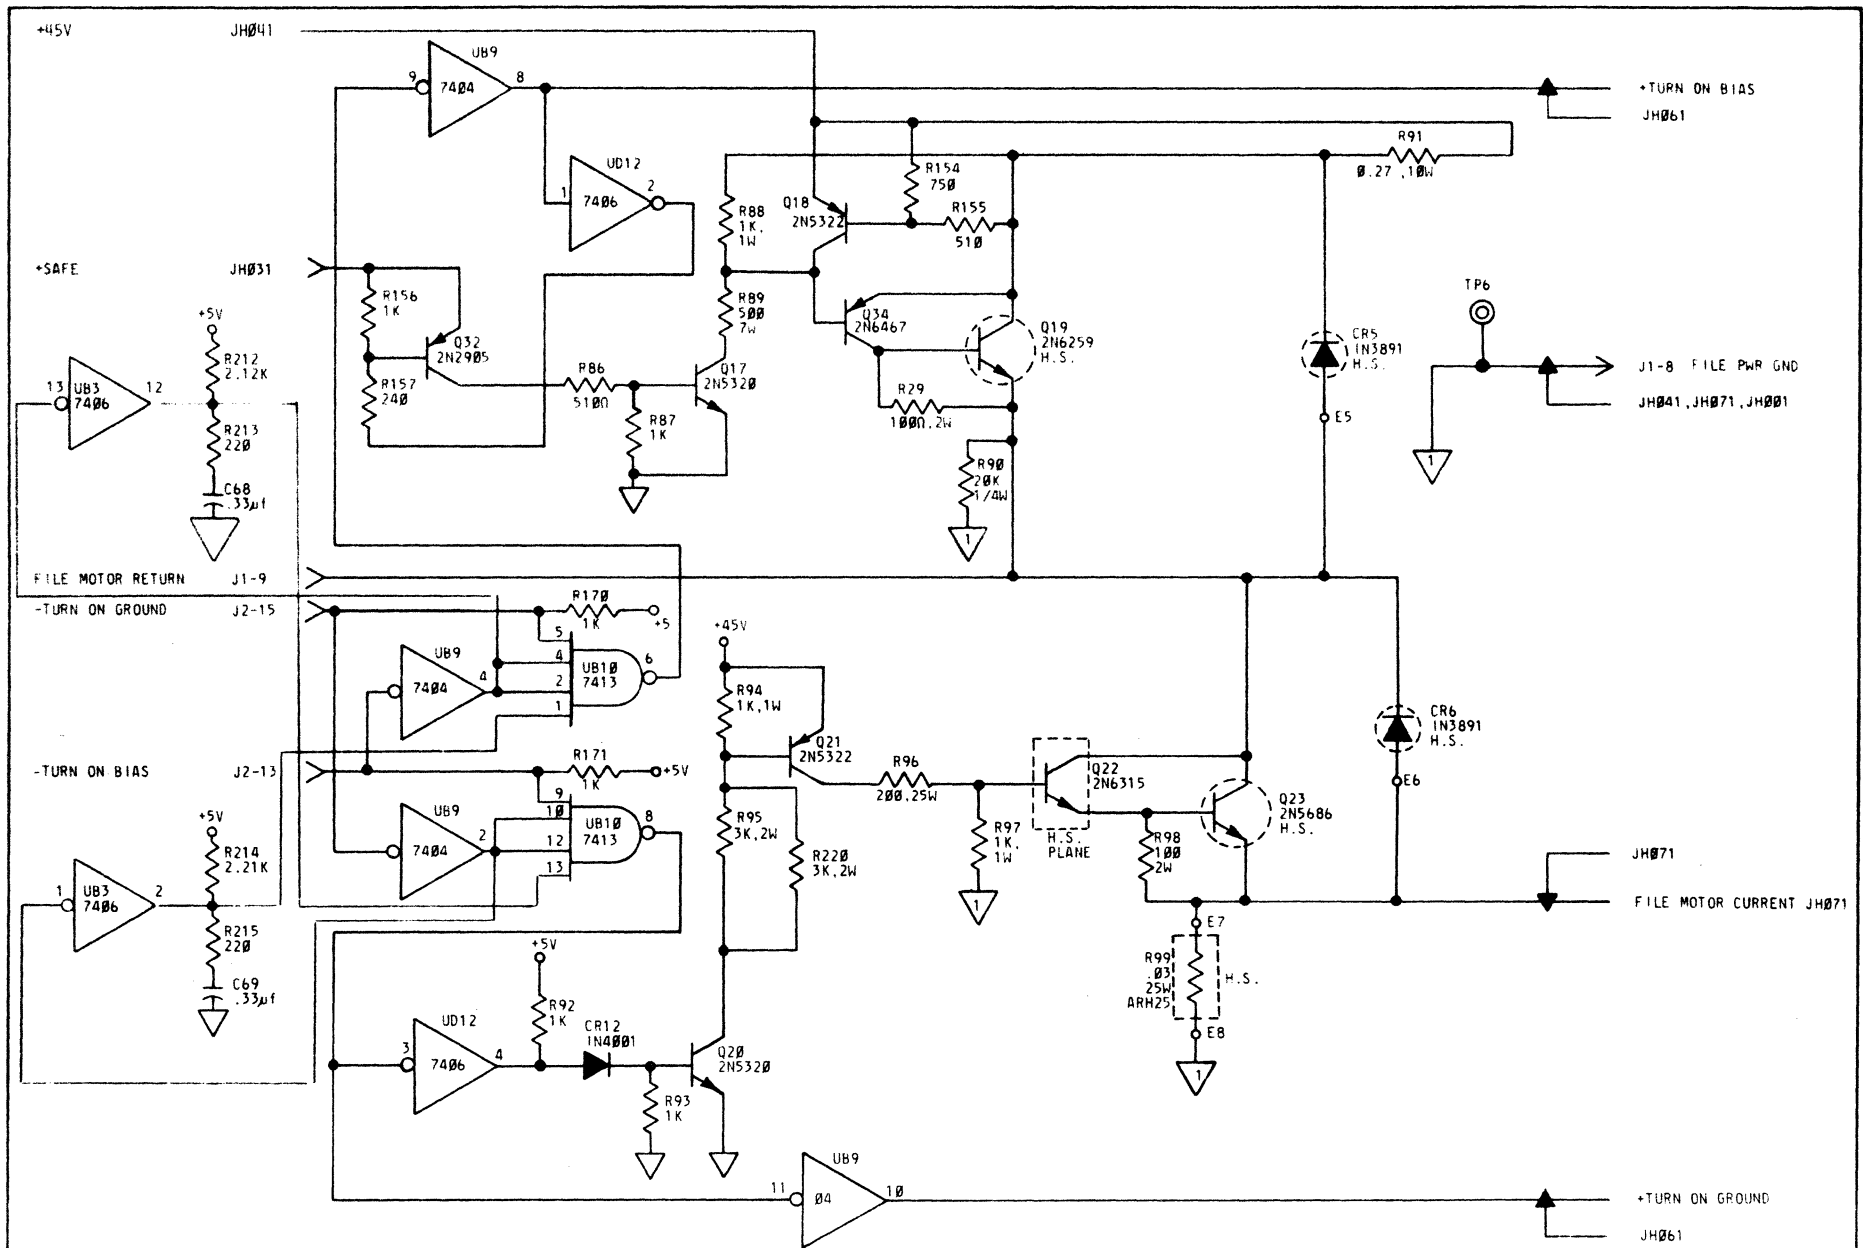 +45V JHØ41
UB9
9 7404 8
+TURN ON BIAS
JHØ61
UD12
1 7406 2
R91
Ø.27 ,1ØW
R154
75Ø
R155
51Ø
Q18
2N5322
R88
1K,
1W
+SAFE JHØ31
R156
1K
Q32
2N2905
R157
24Ø
R86
51ØΩ
R87
1K
R89
5ØØ
7W
Q17
2N532Ø
Q34
2N6467
Q19
2N6259
H.S.
R29
1ØØΩ,2W
R9Ø
2ØK
1/4W
1
CR5
IN3891
H.S.
E5
TP6
J1-8 FILE PWR GND
JHØ41,JHØ71,JHØØ1
1
+5V
R212
2.12K
13 UB3 12
7406
R213
22Ø
C68
.33µf
FILE MOTOR RETURN J1-9
-TURN ON GROUND J2-15
R17Ø
1K
+5
UB9
7404 4
5
4
2
1
UB1Ø
7413
6
-TURN ON BIAS J2-13
R171
1K
+5V
UB9
7404 2
9
1Ø
12
13
UB1Ø
7413
8
+45V
R94
1K,1W
Q21
2N5322
R95
3K,2W
R22Ø
3K,2W
R96
2ØØ,25W
R97
1K,
1W
1
Q22
2N6315
H.S.
PLANE
R98
1ØØ
2W
Q23
2N5686
H.S.
CR6
IN3891
H.S.
E6
JHØ71
FILE MOTOR CURRENT JHØ71
E7
R99
.Ø3
25W
ARH25
H.S.
E8
1
+5V
R214
2.21K
1 UB3 2
7406
R215
22Ø
C69
.33µf
+5V
R92
1K
UD12
3 7406 4
CR12
IN4ØØ1
R93
1K
Q2Ø
2N532Ø
UB9
11 Ø4 1Ø
+TURN ON GROUND
JHØ61